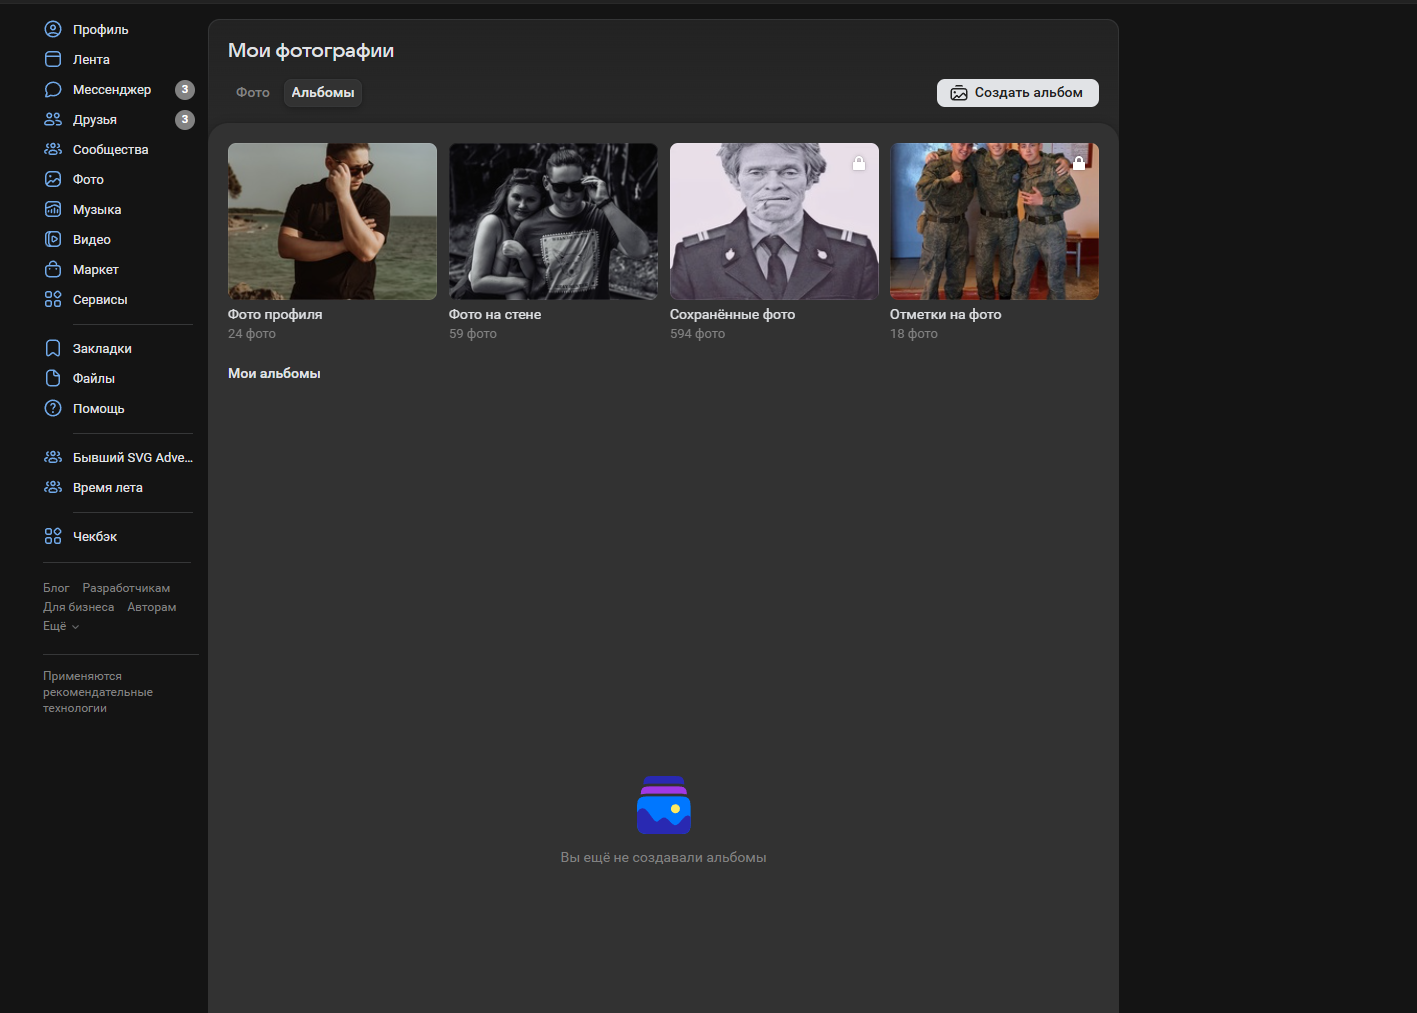 Профиль
Лента
Мессенджер 3
Друзья 3
Сообщества
Фото
Музыка
Видео
Маркет
Сервисы
Закладки
Файлы
Помощь
Бывший SVG Adve...
Время лета
Чекбэк
Блог Разработчикам
Для бизнеса Авторам
Ещё
Применяются
рекомендательные
технологии
Мои фотографии
Фото Альбомы
Создать альбом
Фото профиля
24 фото
Фото на стене
59 фото
Сохранённые фото
594 фото
Отметки на фото
18 фото
Мои альбомы
Вы ещё не создавали альбомы